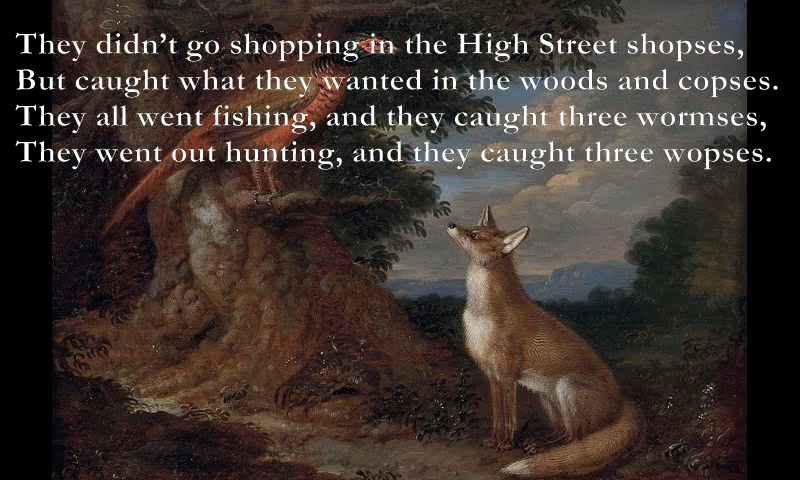 They didn’t go shopping in the High Street shopses,
But caught what they wanted in the woods and copses.
They all went fishing, and they caught three wormses,
They went out hunting, and they caught three wopses.